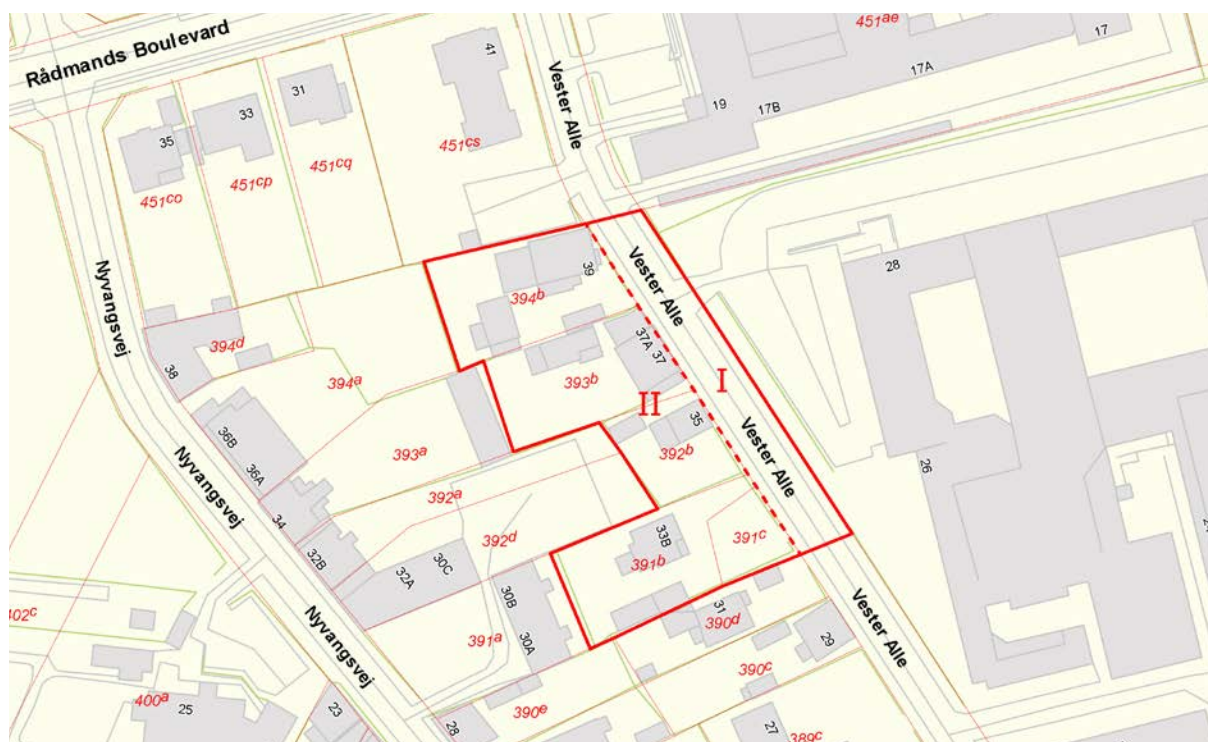 Rådmands Boulevard
31
41
Vester Alle
451ae
17
17A
17B
19
35
33
451co
451cp
451cq
451cs
Nyvangsvej
39
Vester Alle
28
394b
394d
38
394a
37A
37
393b
II
I
35
392b
Vester Alle
36B
36A
393a
392a
26
34
Nyvangsvej
392d
33B
391b
391c
32B
32A
30C
30B
30A
391a
31
390d
29
Vester Alle
402c
Nyvangsvej
390c
400a
25
23
28
390e
27
389c